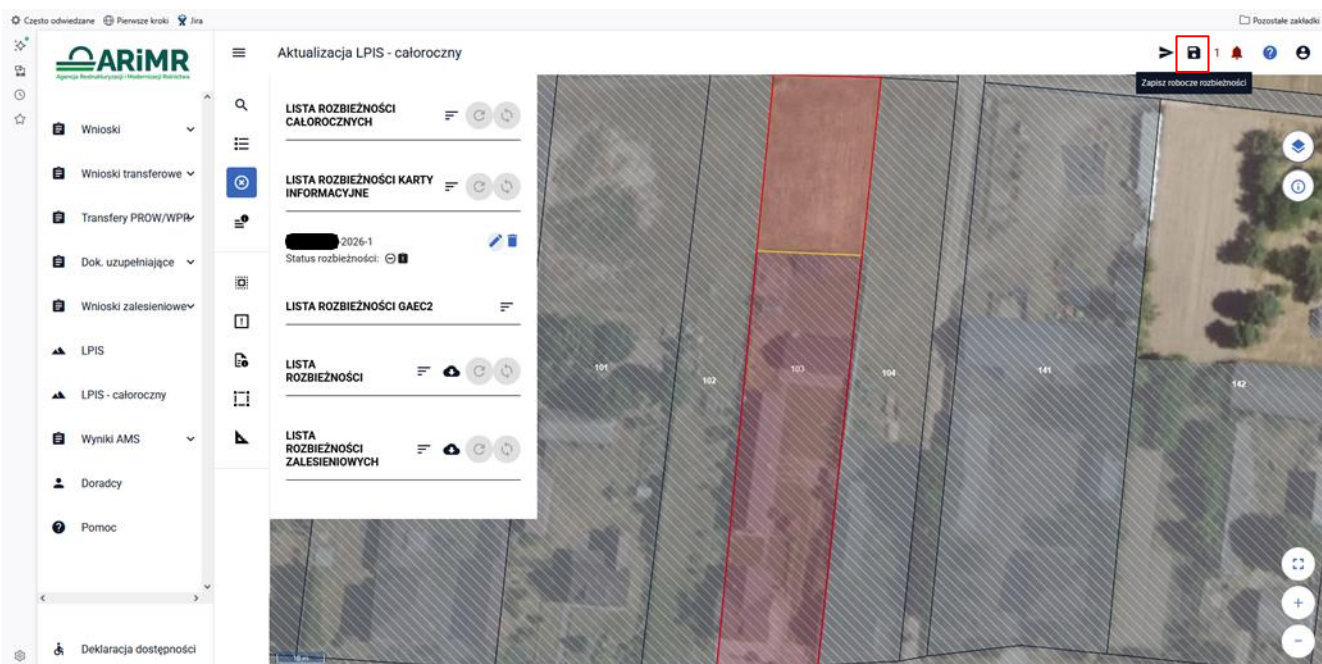 Często odwiedzane Pierwsze kroki Jira Pozostałe zakładki
ARiMR
Agencja Restrukturyzacji i Modernizacji Rolnictwa
Aktualizacja LPIS - całoroczny
1
Zapisz robocze rozbieżności
Wnioski
Wnioski transferowe
Transfery PROW/WPR
Dok. uzupełniające
Wnioski zalesieniowe
LPIS
LPIS - całoroczny
Wyniki AMS
Doradcy
Pomoc
Deklaracja dostępności
LISTA ROZBIEŻNOŚCI
CAŁOROCZNYCH
LISTA ROZBIEŻNOŚCI KARTY
INFORMACYJNE
-2026-1
Status rozbieżności:
LISTA ROZBIEŻNOŚCI GAEC2
LISTA
ROZBIEŻNOŚCI
LISTA
ROZBIEŻNOŚCI
ZALESIENIOWYCH
101
102
103
104
141
142
10 m